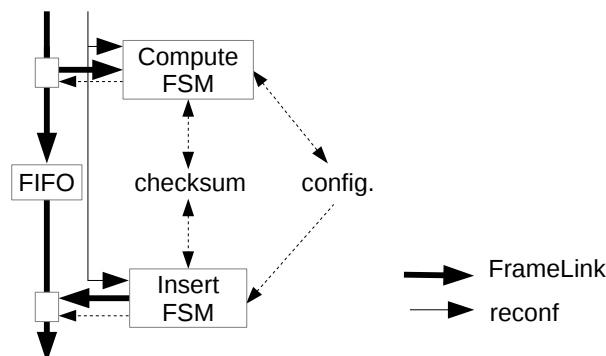 Compute
FSM
FIFO
checksum
config.
Insert
FSM
FrameLink
reconf